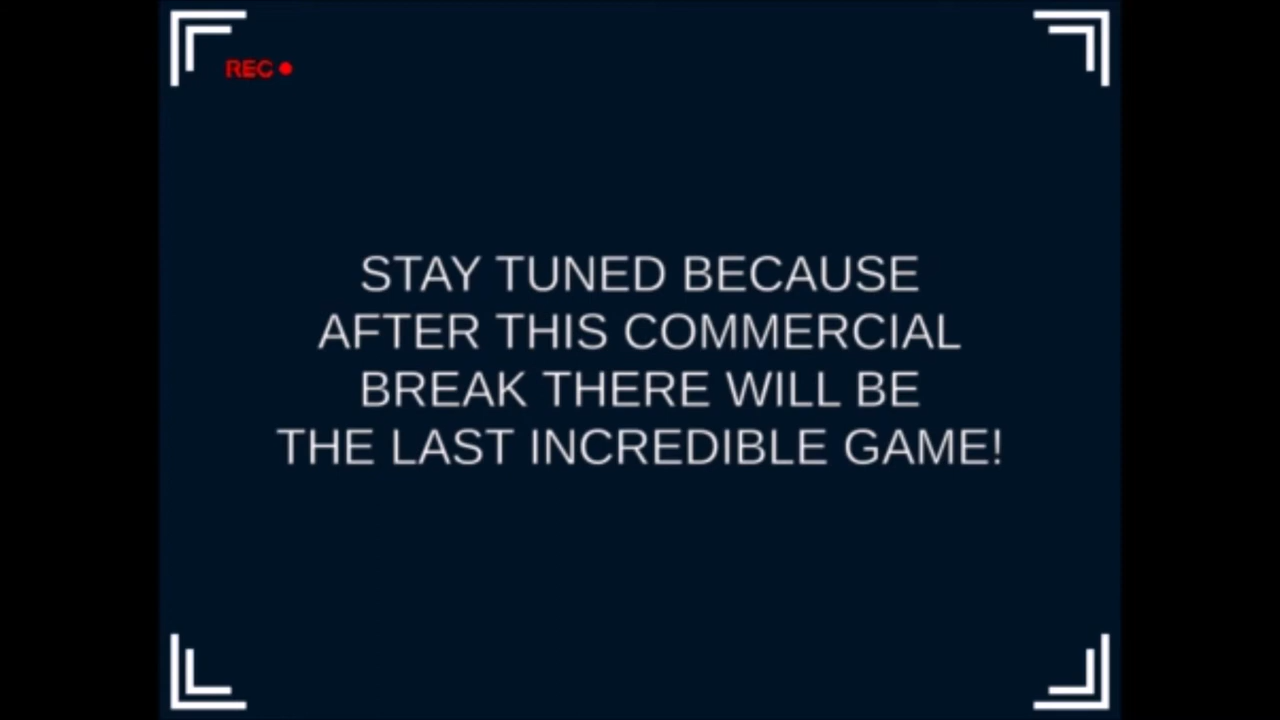 REC
STAY TUNED BECAUSE
AFTER THIS COMMERCIAL
BREAK THERE WILL BE
THE LAST INCREDIBLE GAME!